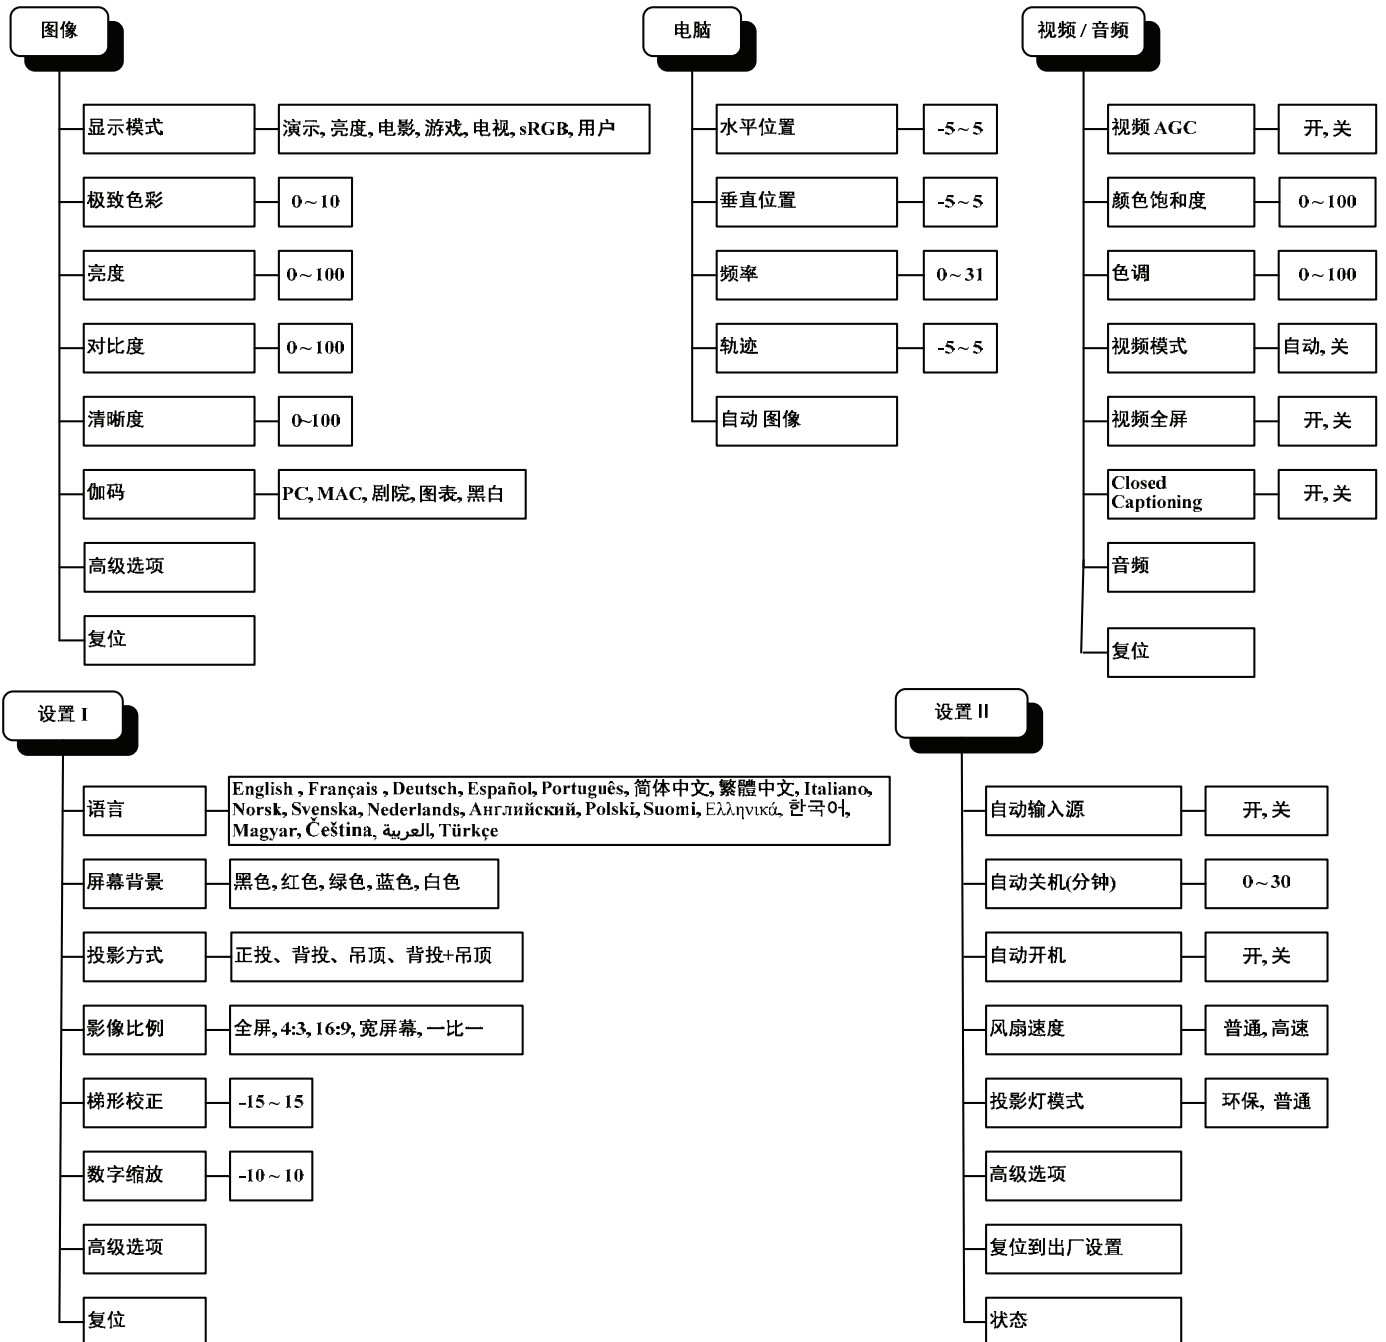 图像
显示模式
演示, 亮度, 电影, 游戏, 电视, sRGB, 用户
极致色彩
0~10
亮度
0~100
对比度
0~100
清晰度
0~100
伽码
PC, MAC, 剧院, 图表, 黑白
高级选项
复位
电脑
水平位置
-5~5
垂直位置
-5~5
频率
0~31
轨迹
-5~5
自动 图像
视频 / 音频
视频 AGC
开, 关
颜色饱和度
0~100
色调
0~100
视频模式
自动, 关
视频全屏
开, 关
Closed
Captioning
开, 关
音频
复位
设置 I
语言
English , Français , Deutsch, Español, Português, 简体中文, 繁體中文, Italiano,
Norsk, Svenska, Nederlands, Английский, Polski, Suomi, Ελληνικά, 한국어,
Magyar, Čeština, العربية, Türkçe
屏幕背景
黑色, 红色, 绿色, 蓝色, 白色
投影方式
正投、背投、吊顶、背投+吊顶
影像比例
全屏, 4:3, 16:9, 宽屏幕, 一比一
梯形校正
-15 ~ 15
数字缩放
-10 ~ 10
高级选项
复位
设置 II
自动输入源
开, 关
自动关机(分钟)
0~30
自动开机
开, 关
风扇速度
普通, 高速
投影灯模式
环保, 普通
高级选项
复位到出厂设置
状态